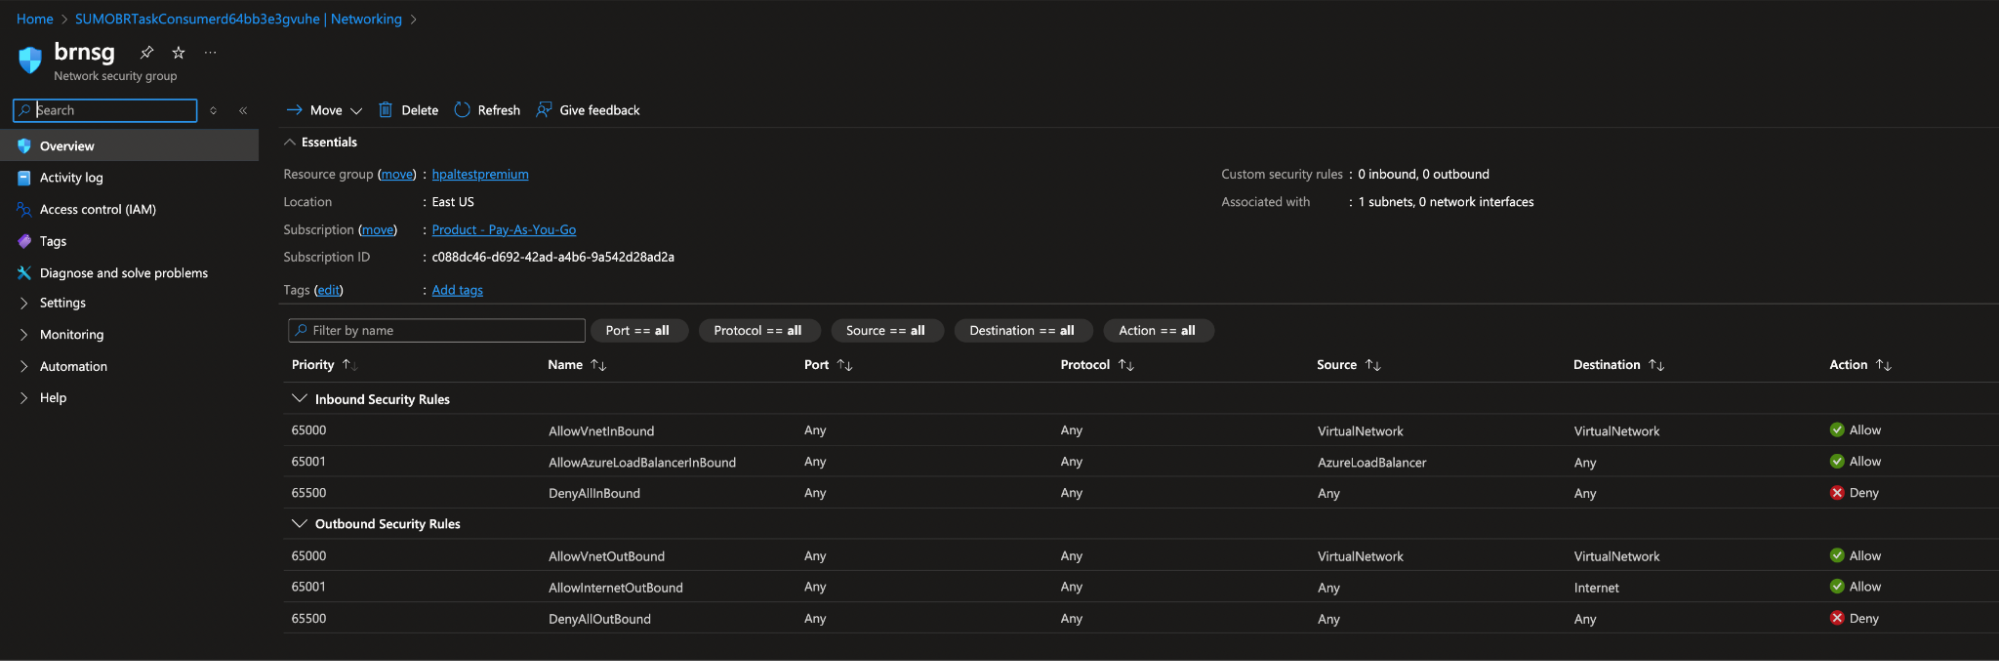 Home > SUMOBRTaskConsumerd64bb3e3gvuhe | Networking >
brnsg
Network security group
Search
Overview
Activity log
Access control (IAM)
Tags
Diagnose and solve problems
Settings
Monitoring
Automation
Help
Move Delete Refresh Give feedback
Essentials
Resource group (move) : hpaltestpremium
Location : East US
Subscription (move) : Product - Pay-As-You-Go
Subscription ID : c088dc46-d692-42ad-a4b6-9a542d28ad2a
Tags (edit) : Add tags
Custom security rules : 0 inbound, 0 outbound
Associated with : 1 subnets, 0 network interfaces
Filter by name Port == all Protocol == all Source == all Destination == all Action == all
Priority ↑↓ Name ↑↓ Port ↑↓ Protocol ↑↓ Source ↑↓ Destination ↑↓ Action ↑↓
Inbound Security Rules
65000 AllowVnetInBound Any Any VirtualNetwork VirtualNetwork Allow
65001 AllowAzureLoadBalancerInBound Any Any AzureLoadBalancer Any Allow
65500 DenyAllInBound Any Any Any Any Deny
Outbound Security Rules
65000 AllowVnetOutBound Any Any VirtualNetwork VirtualNetwork Allow
65001 AllowInternetOutBound Any Any Any Internet Allow
65500 DenyAllOutBound Any Any Any Any Deny